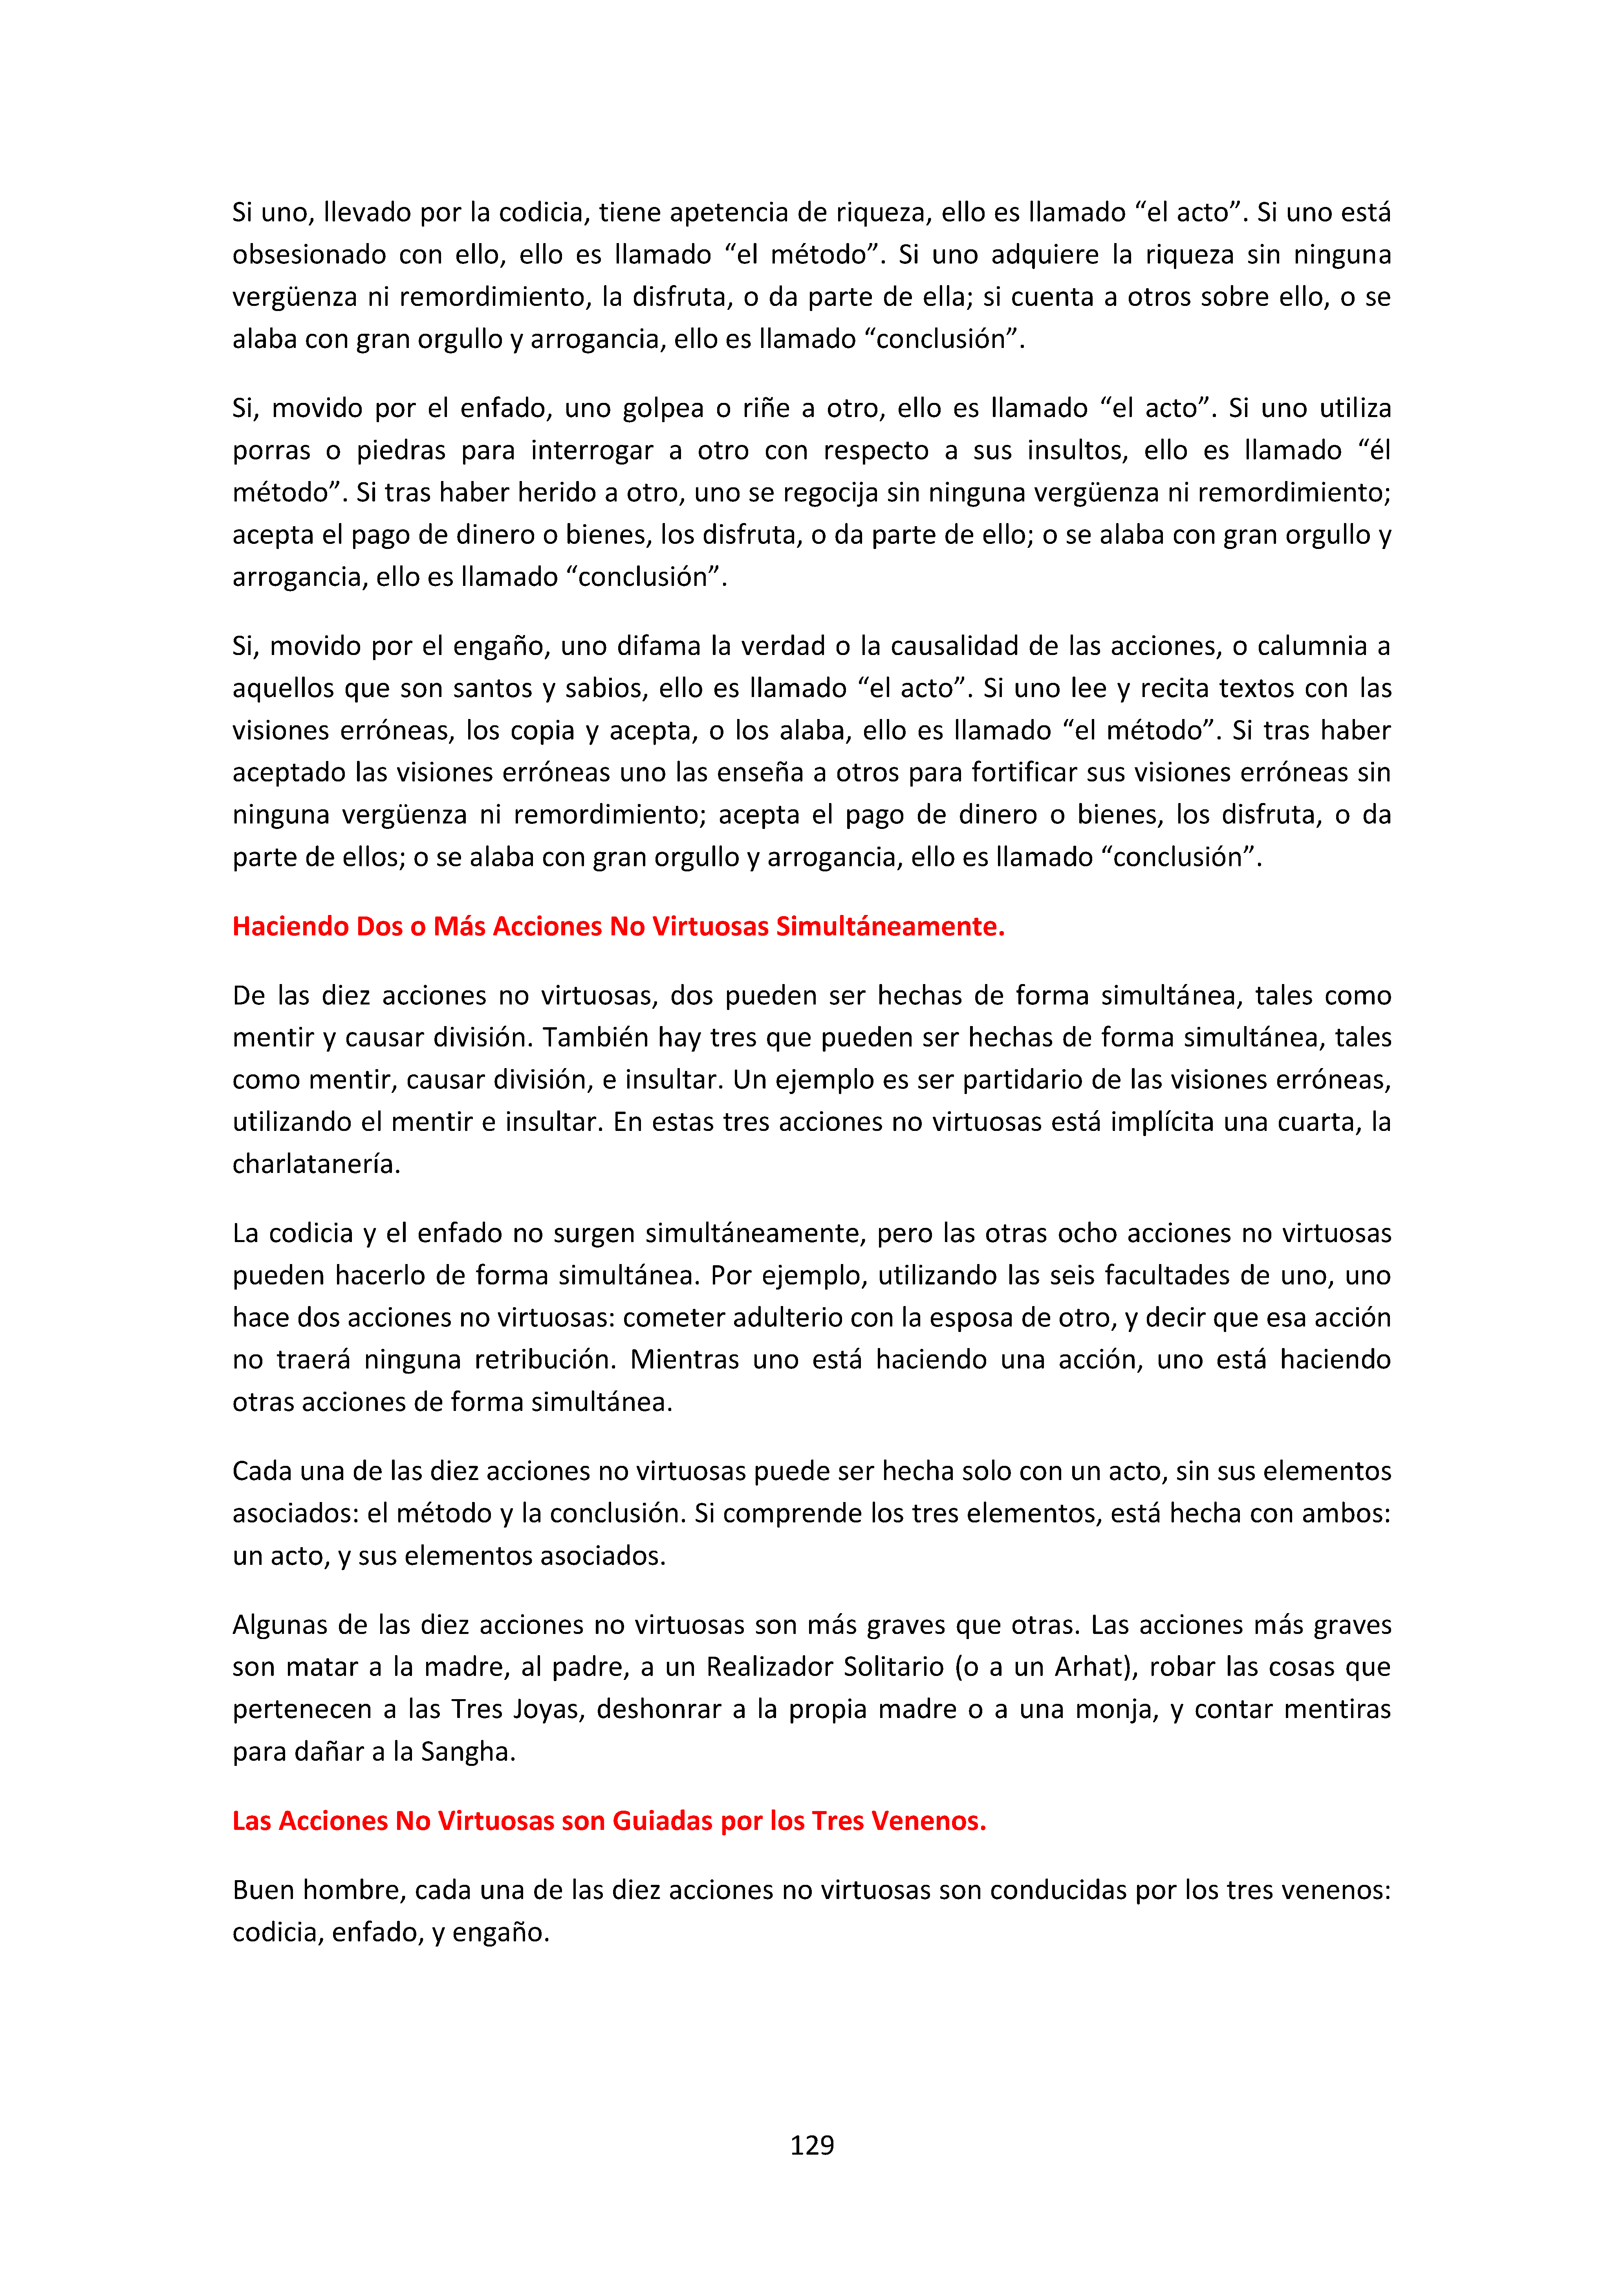 Si uno, llevado por la codicia, tiene apetencia de riqueza, ello es llamado “el acto”. Si uno está
obsesionado con ello, ello es llamado “el método”. Si uno adquiere la riqueza sin ninguna
vergüenza ni remordimiento, la disfruta, o da parte de ella; si cuenta a otros sobre ello, o se
alaba con gran orgullo y arrogancia, ello es llamado “conclusión”.
Si, movido por el enfado, uno golpea o riñe a otro, ello es llamado “el acto”. Si uno utiliza
porras o piedras para interrogar a otro con respecto a sus insultos, ello es llamado “él
método”. Si tras haber herido a otro, uno se regocija sin ninguna vergüenza ni remordimiento;
acepta el pago de dinero o bienes, los disfruta, o da parte de ello; o se alaba con gran orgullo y
arrogancia, ello es llamado “conclusión”.
Si, movido por el engaño, uno difama la verdad o la causalidad de las acciones, o calumnia a
aquellos que son santos y sabios, ello es llamado “el acto”. Si uno lee y recita textos con las
visiones erróneas, los copia y acepta, o los alaba, ello es llamado “el método”. Si tras haber
aceptado las visiones erróneas uno las enseña a otros para fortificar sus visiones erróneas sin
ninguna vergüenza ni remordimiento; acepta el pago de dinero o bienes, los disfruta, o da
parte de ellos; o se alaba con gran orgullo y arrogancia, ello es llamado “conclusión”.
Haciendo Dos o Más Acciones No Virtuosas Simultáneamente.
De las diez acciones no virtuosas, dos pueden ser hechas de forma simultánea, tales como
mentir y causar división. También hay tres que pueden ser hechas de forma simultánea, tales
como mentir, causar división, e insultar. Un ejemplo es ser partidario de las visiones erróneas,
utilizando el mentir e insultar. En estas tres acciones no virtuosas está implícita una cuarta, la
charlatanería.
La codicia y el enfado no surgen simultáneamente, pero las otras ocho acciones no virtuosas
pueden hacerlo de forma simultánea. Por ejemplo, utilizando las seis facultades de uno, uno
hace dos acciones no virtuosas: cometer adulterio con la esposa de otro, y decir que esa acción
no traerá ninguna retribución. Mientras uno está haciendo una acción, uno está haciendo
otras acciones de forma simultánea.
Cada una de las diez acciones no virtuosas puede ser hecha solo con un acto, sin sus elementos
asociados: el método y la conclusión. Si comprende los tres elementos, está hecha con ambos:
un acto, y sus elementos asociados.
Algunas de las diez acciones no virtuosas son más graves que otras. Las acciones más graves
son matar a la madre, al padre, a un Realizador Solitario (o a un Arhat), robar las cosas que
pertenecen a las Tres Joyas, deshonrar a la propia madre o a una monja, y contar mentiras
para dañar a la Sangha.
Las Acciones No Virtuosas son Guiadas por los Tres Venenos.
Buen hombre, cada una de las diez acciones no virtuosas son conducidas por los tres venenos:
codicia, enfado, y engaño.
129